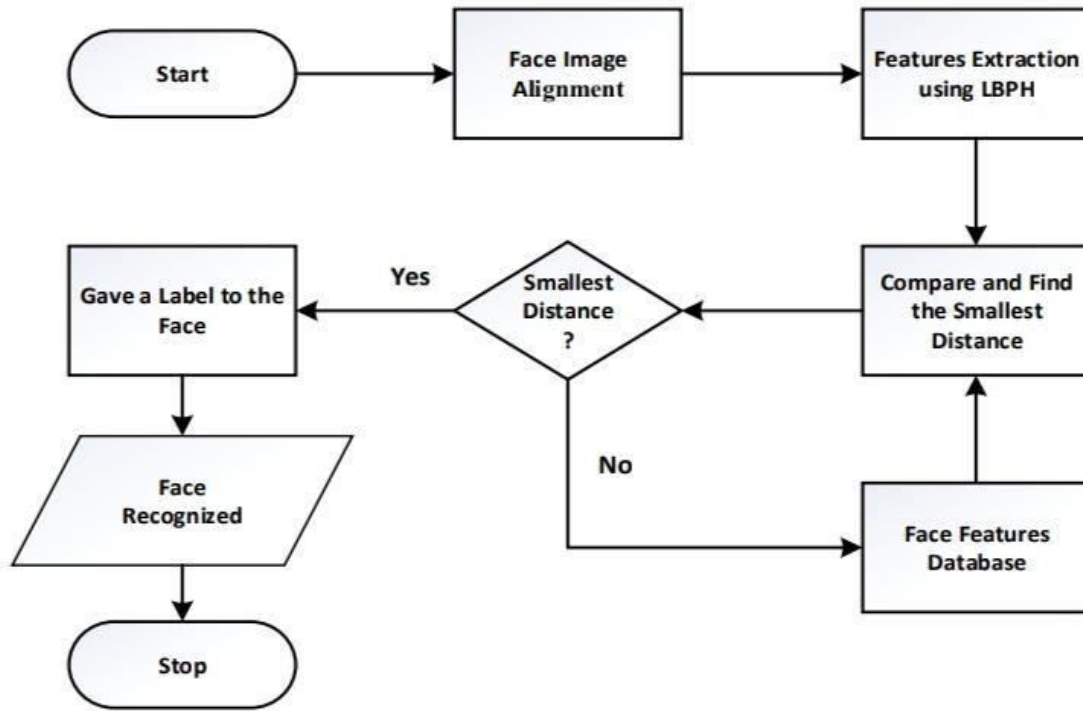 Start
Face Image
Alignment
Features Extraction
using LBPH
Compare and Find
the Smallest
Distance
Smallest
Distance
?
Yes
Gave a Label to the
Face
No
Face Features
Database
Face
Recognized
Stop